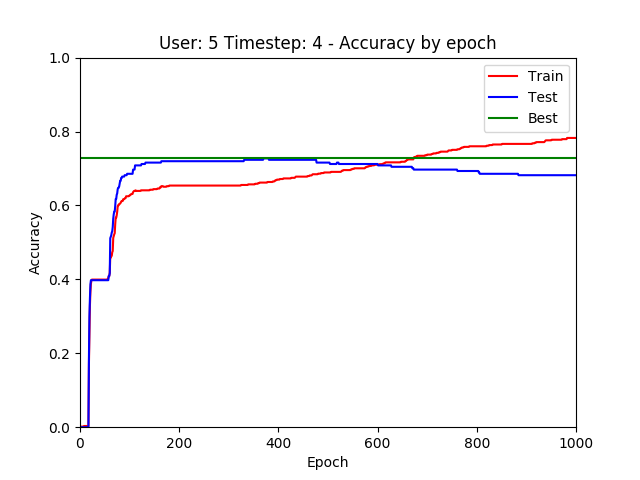 User: 5 Timestep: 4 - Accuracy by epoch
Train
Test
Best
1.0
0.8
0.6
0.4
0.2
0.0
Accuracy
0 200 400 600 800 1000
Epoch